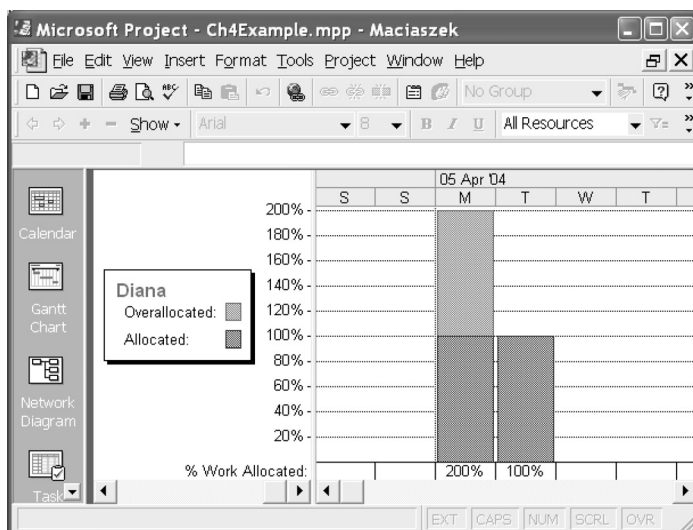 Microsoft Project - Ch4Example.mpp - Maciaszek
File Edit View Insert Format Tools Project Window Help
No Group
Show Arial 8 B I U All Resources
05 Apr '04
S S M T W T
Calendar
Gantt Chart
Network Diagram
Task
Diana
Overallocated:
Allocated:
200%
180%
160%
140%
120%
100%
80%
60%
40%
20%
% Work Allocated: 200% 100%
EXT CAPS NUM SCRL OVR